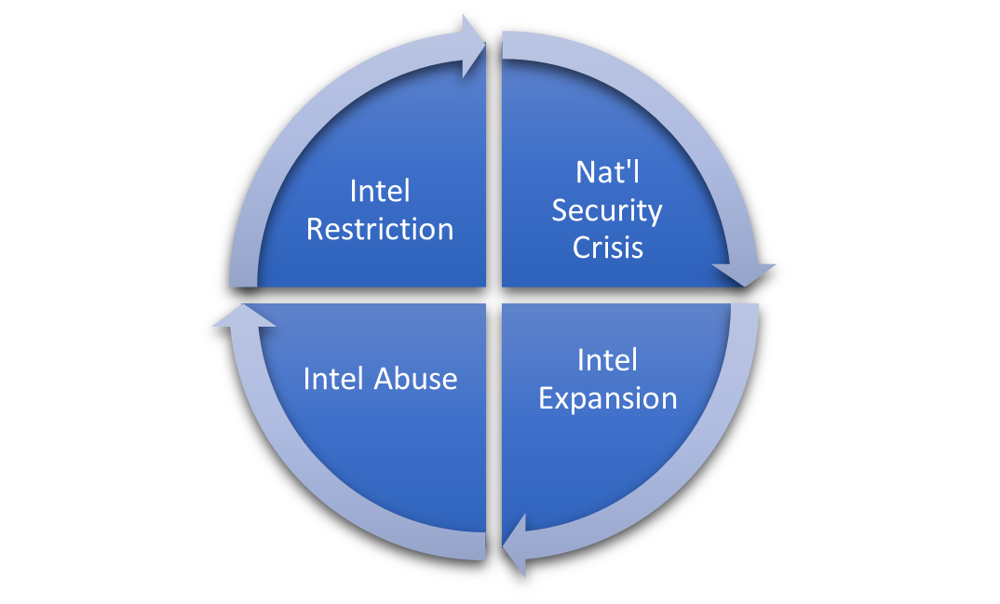 Intel
Restriction
Nat'l
Security
Crisis
Intel Abuse
Intel
Expansion